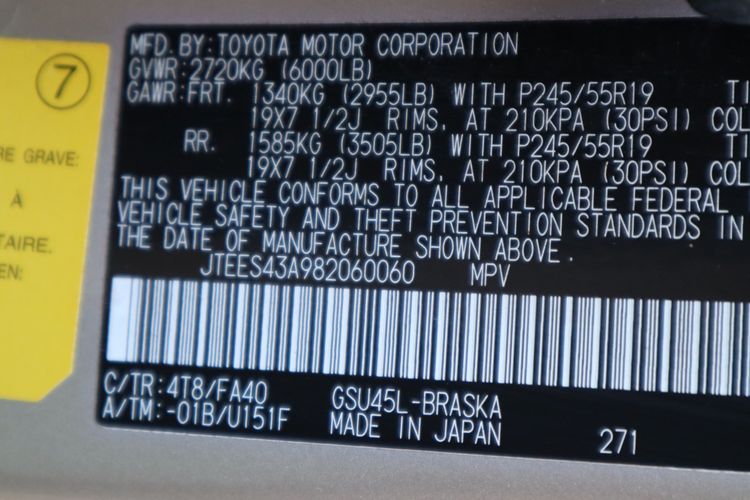 7
RE GRAVE:
À
TAIRE.
EN:
MFD. BY: TOYOTA MOTOR CORPORATION
GVWR: 2720KG (6000LB)
GAWR: FRT. 1340KG (2955LB) WITH P245/55R19 TI
19X7 1/2J RIMS, AT 210KPA (30PSI) COL
RR. 1585KG (3505LB) WITH P245/55R19 TI
19X7 1/2J RIMS, AT 210KPA (30PSI) COL
THIS VEHICLE CONFORMS TO ALL APPLICABLE FEDERAL
VEHICLE SAFETY AND THEFT PREVENTION STANDARDS IN
THE DATE OF MANUFACTURE SHOWN ABOVE.
JTEES43A982060060 MPV
C/TR: 4T8/FA40 GSU45L-BRASKA
A/TM: -01B/U151F MADE IN JAPAN 271